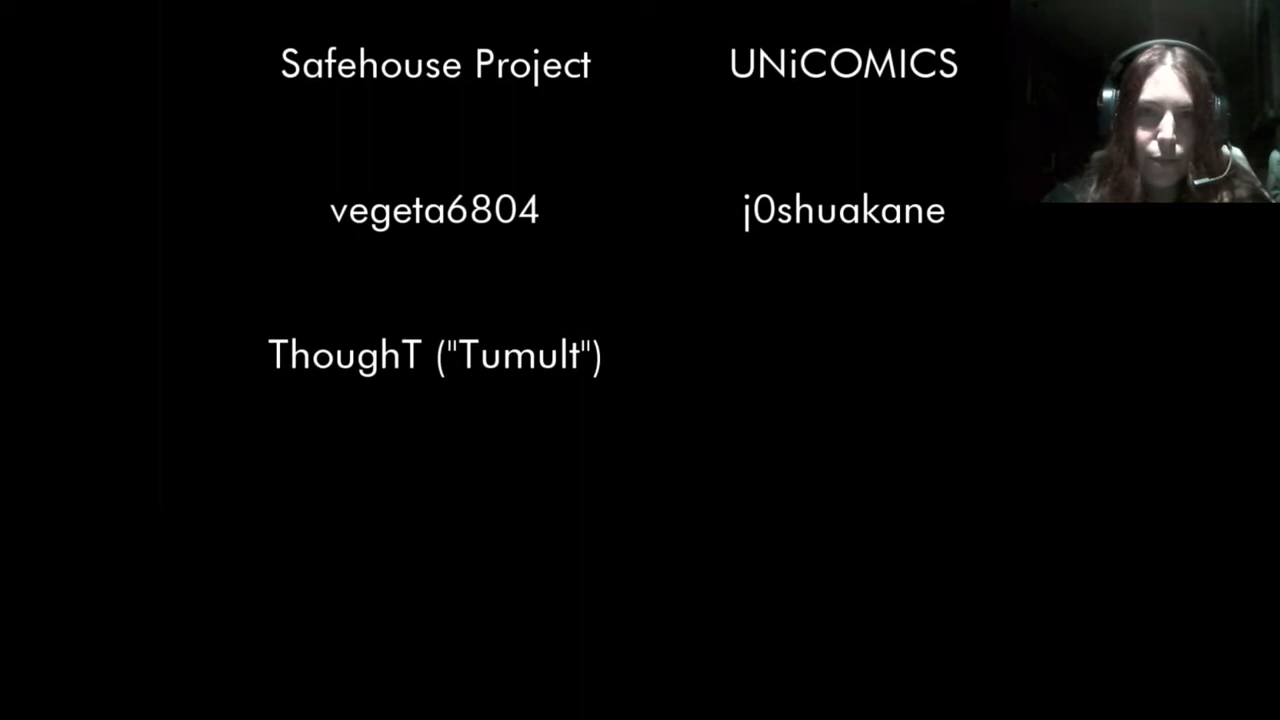 Safehouse Project
UNiCOMICS
vegeta6804
j0shuakane
ThoughT ("Tumult")